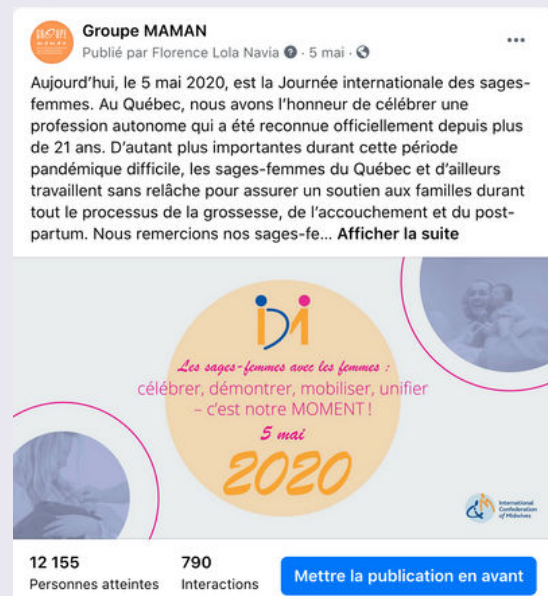 GROUPE
MAMAN
Groupe MAMAN
Publié par Florence Lola Navia · 5 mai ·
Aujourd’hui, le 5 mai 2020, est la Journée internationale des sages-
femmes. Au Québec, nous avons l’honneur de célébrer une
profession autonome qui a été reconnue officiellement depuis plus
de 21 ans. D’autant plus importantes durant cette période
pandémique difficile, les sages-femmes du Québec et d’ailleurs
travaillent sans relâche pour assurer un soutien aux familles durant
tout le processus de la grossesse, de l’accouchement et du post-
partum. Nous remercions nos sages-fe... Afficher la suite
Les sages-femmes avec les femmes :
célébrer, démontrer, mobiliser, unifier
– c’est notre MOMENT !
5 mai
2020
International
Confederation
of Midwives
12 155
Personnes atteintes
790
Interactions
Mettre la publication en avant